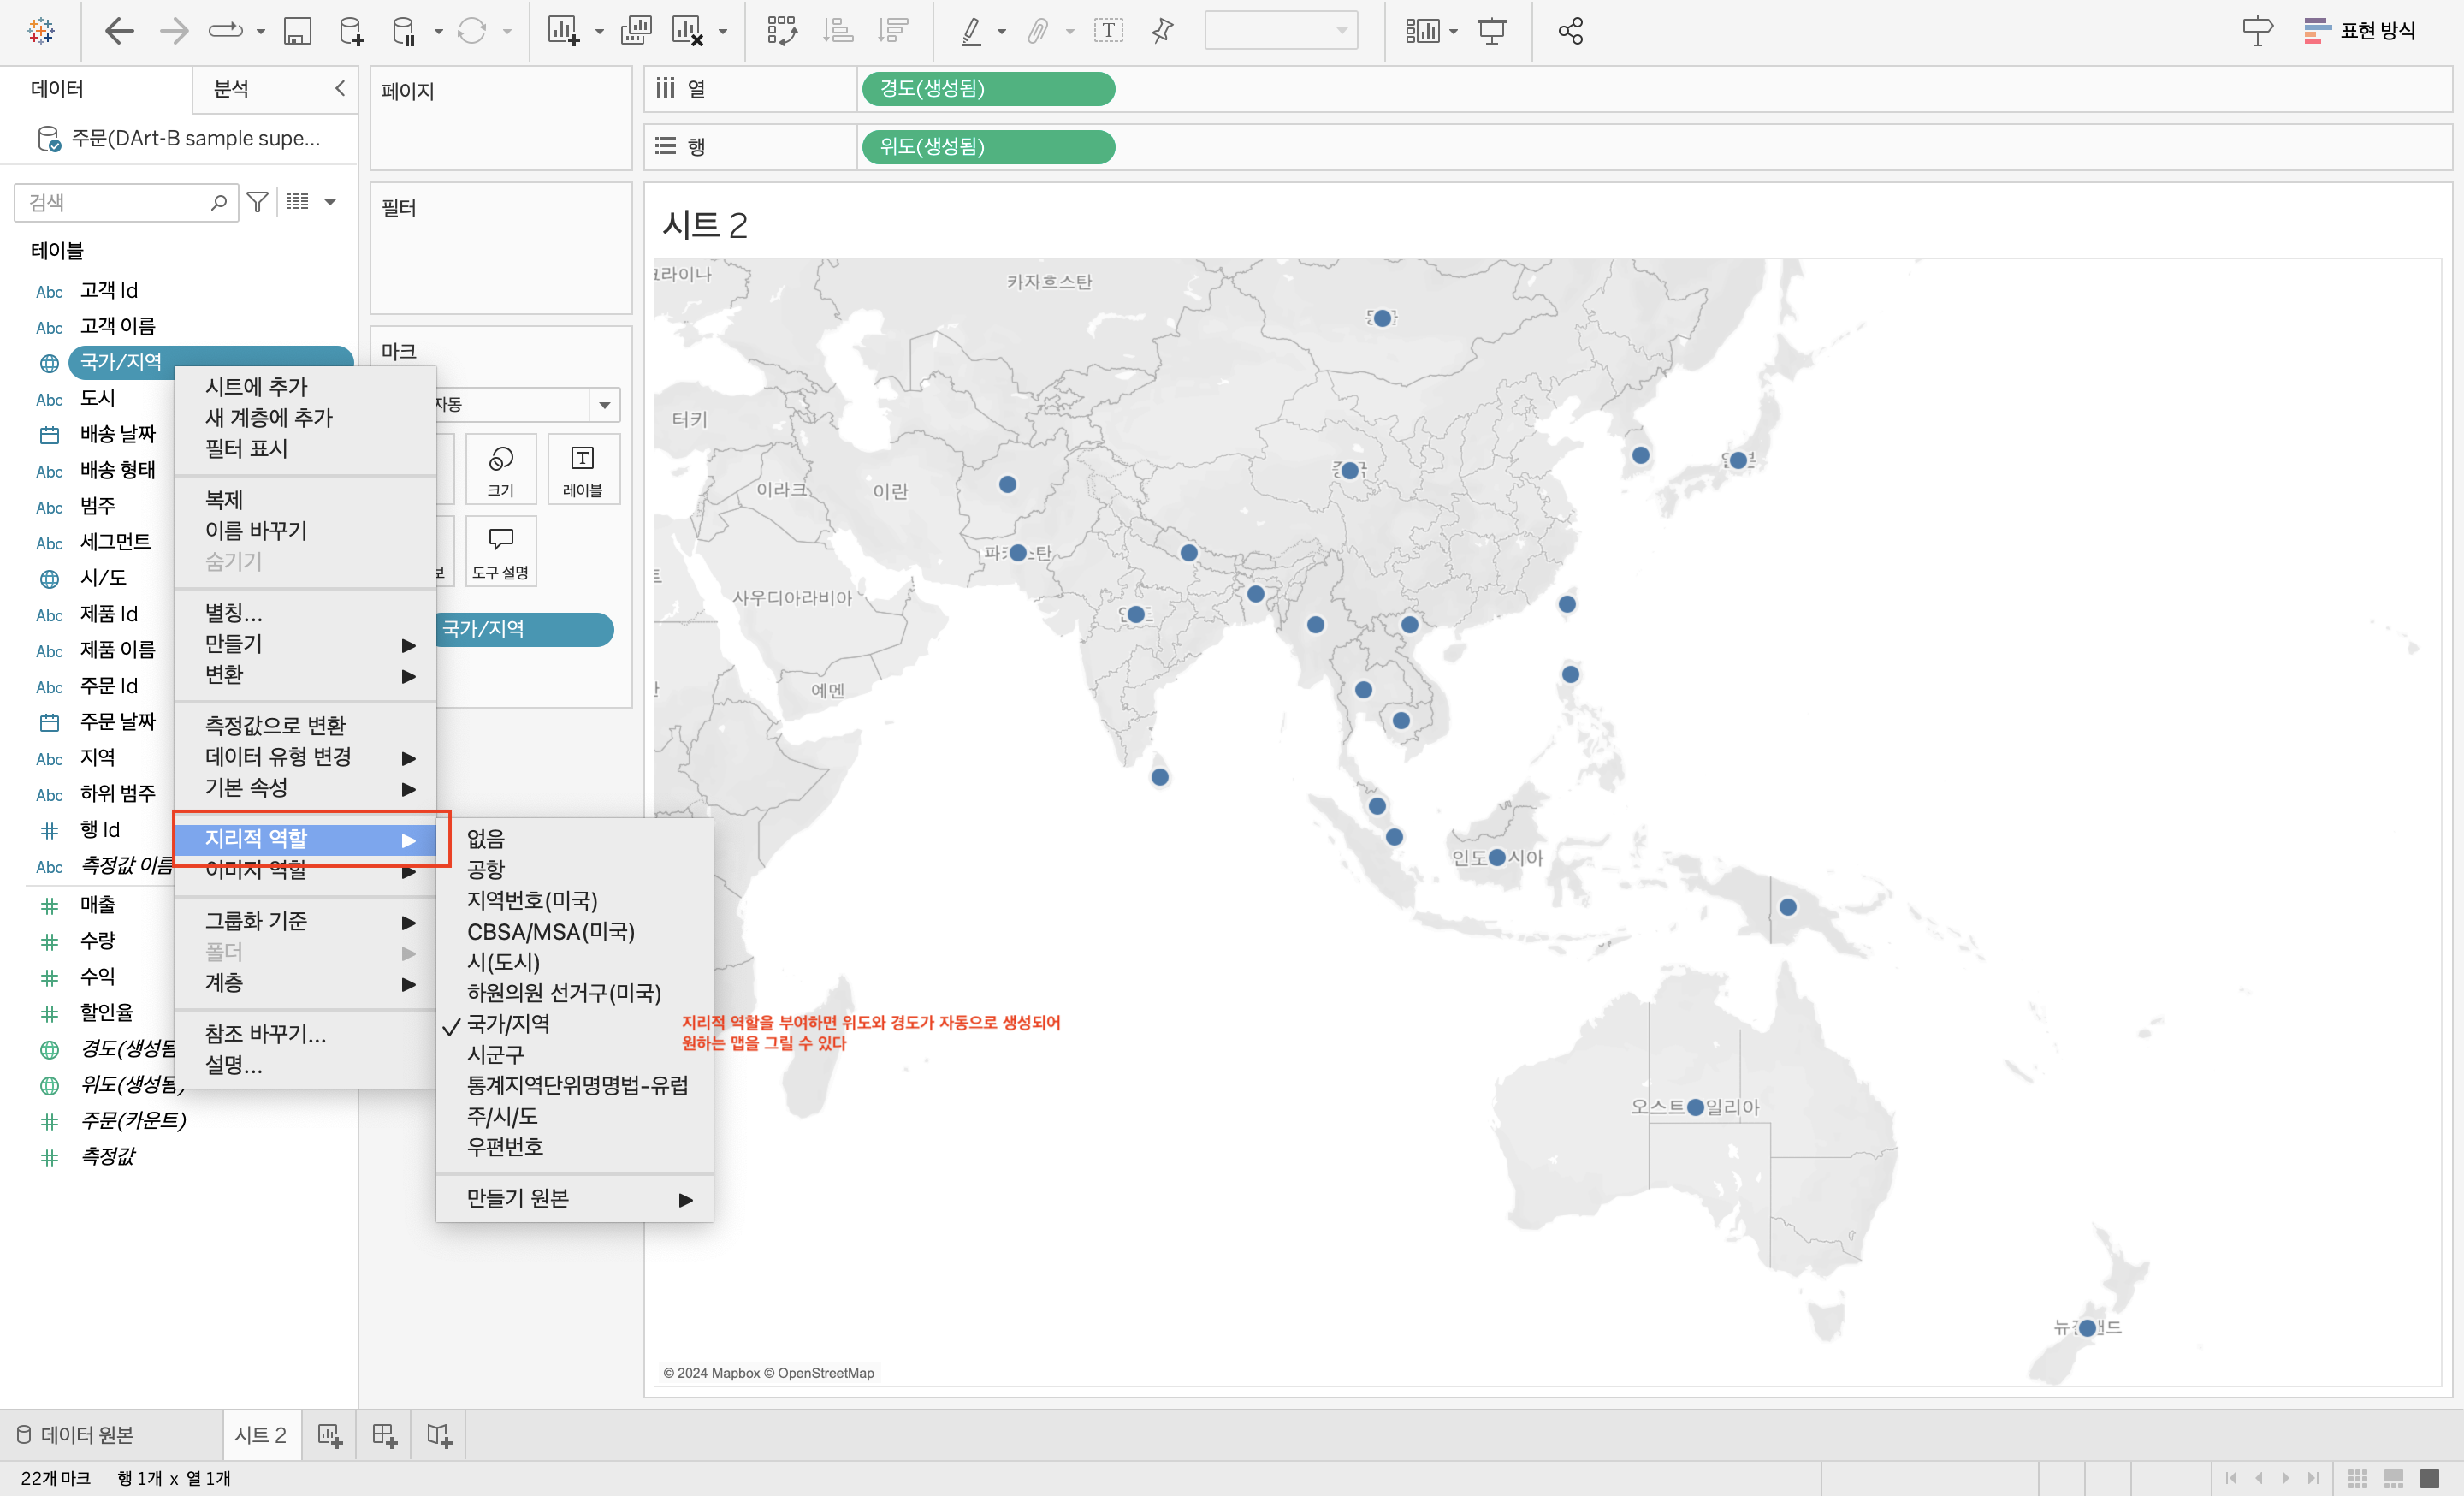 표현 방식
데이터
분석
주문(DArt-B sample supe...
검색
테이블
Abc 고객 Id
Abc 고객 이름
국가/지역
Abc 도시
배송 날짜
Abc 배송 형태
Abc 범주
Abc 세그먼트
시/도
Abc 제품 Id
Abc 제품 이름
Abc 주문 Id
주문 날짜
Abc 지역
Abc 하위 범주
행 Id
Abc 측정값 이름
매출
수량
수익
할인율
경도(생성됨
위도(생성됨)
주문(카운트)
측정값
시트에 추가
새 계층에 추가
필터 표시
복제
이름 바꾸기
숨기기
별칭...
만들기
변환
측정값으로 변환
데이터 유형 변경
기본 속성
지리적 역할
이미지 역할
그룹화 기준
폴더
계층
참조 바꾸기...
설명...
없음
공항
지역번호(미국)
CBSA/MSA(미국)
시(도시)
하원의원 선거구(미국)
국가/지역
시군구
통계지역단위명명법-유럽
주/시/도
우편번호
만들기 원본
페이지
필터
마크
자동
크기
레이블
도구 설명
국가/지역
열
경도(생성됨)
행
위도(생성됨)
시트 2
크라이나
카자흐스탄
터키
이라크
이란
사우디아라비아
예멘
인도 시아
오스트 일리아
지리적 역할을 부여하면 위도와 경도가 자동으로 생성되어
원하는 맵을 그릴 수 있다
© 2024 Mapbox © OpenStreetMap
데이터 원본
시트 2
22개 마크 행 1개 x 열 1개